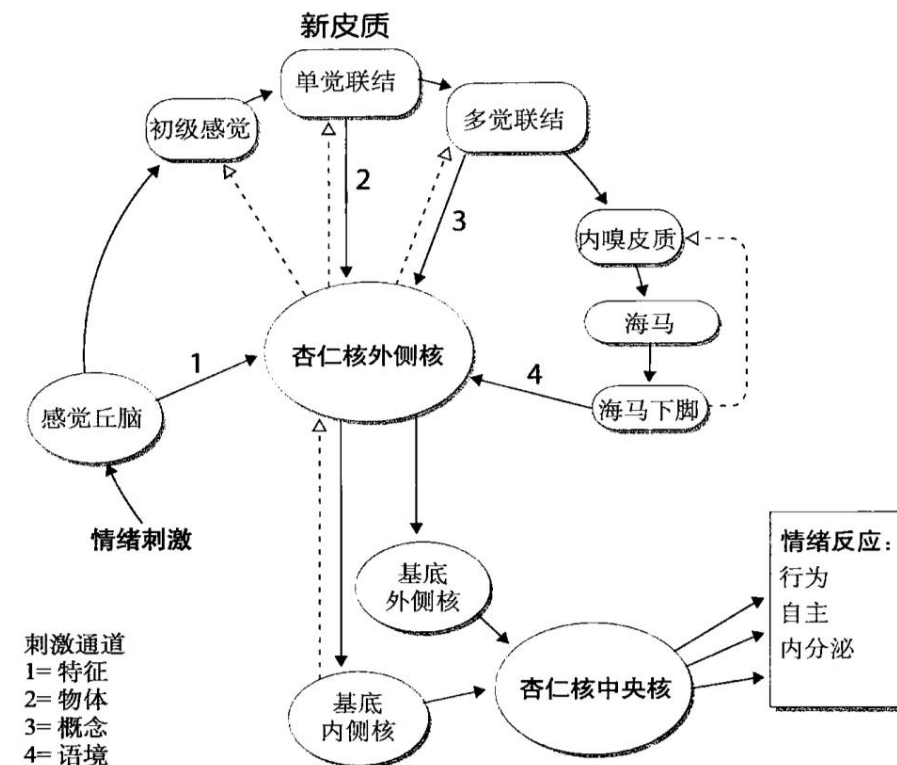 新皮质
单觉联结
初级感觉
多觉联结
2
3
内嗅皮质
海马
杏仁核外侧核
1
4
海马下脚
感觉丘脑
情绪刺激
情绪反应：
行为
自主
内分泌
基底
外侧核
杏仁核中央核
基底
内侧核
刺激通道
1= 特征
2= 物体
3= 概念
4= 语境